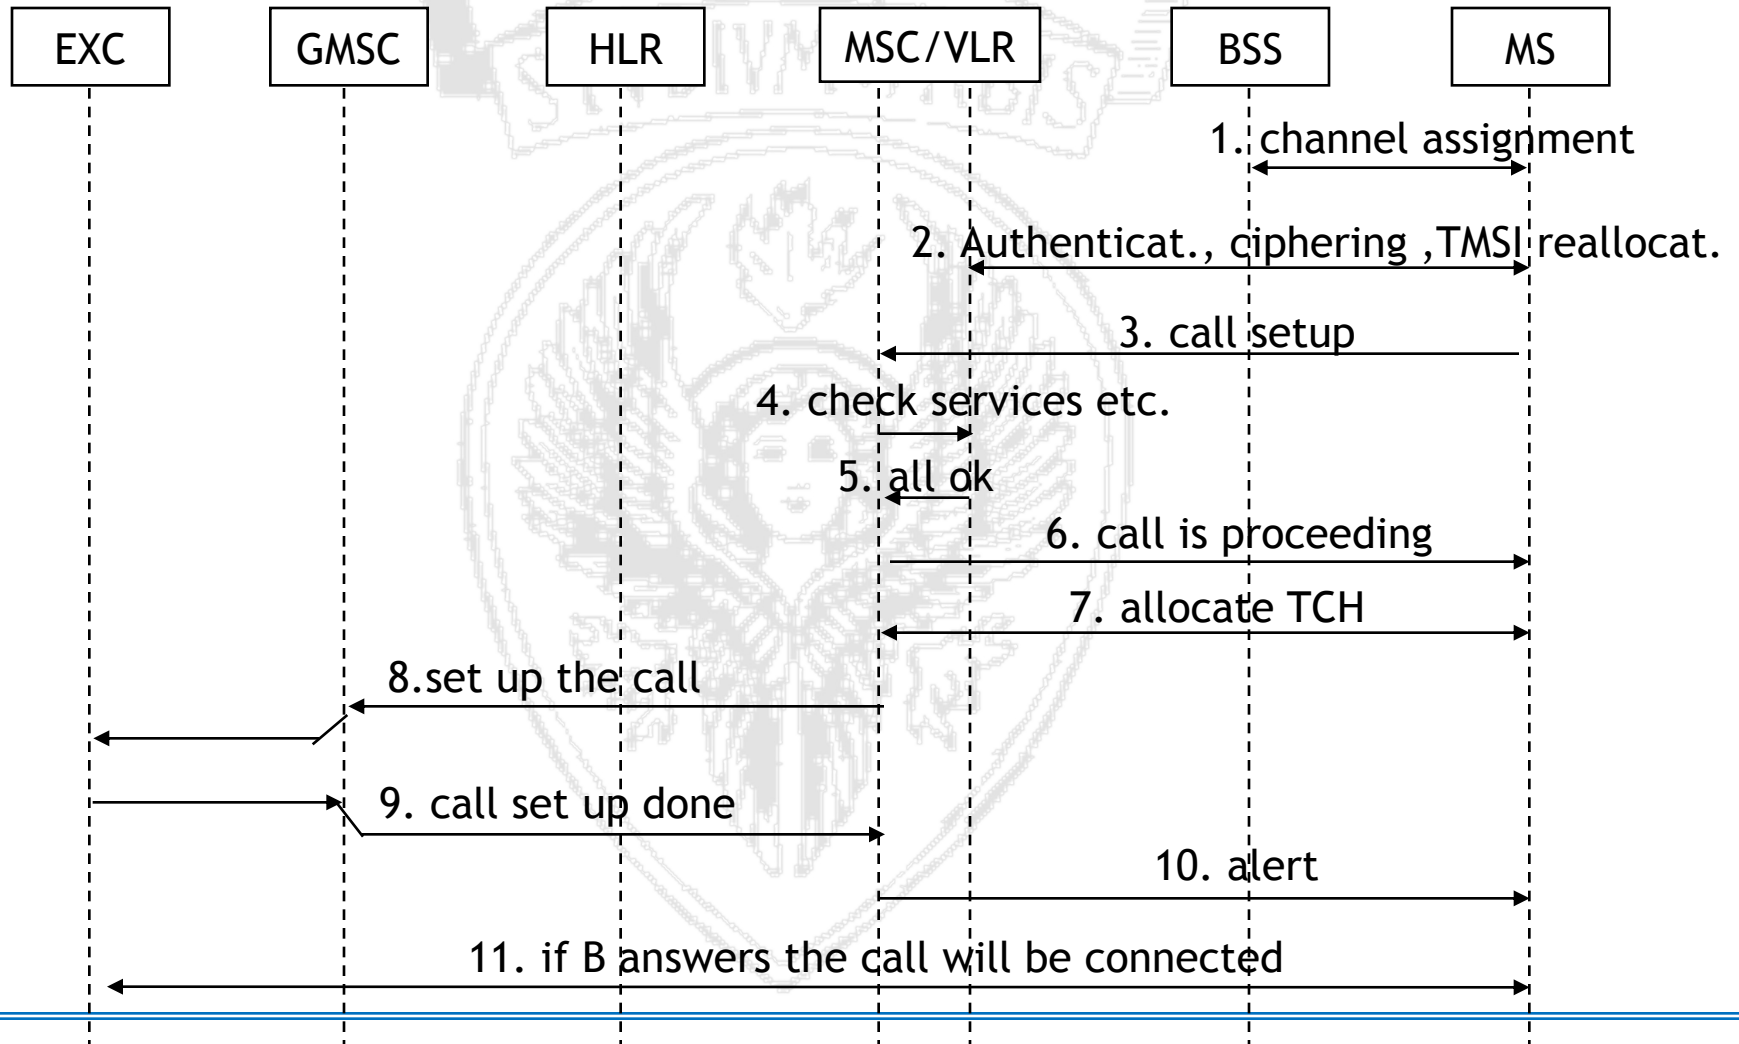 EXC GMSC HLR MSC/VLR BSS MS
1. channel assignment
2. Authenticat., ciphering ,TMSI reallocat.
3. call setup
4. check services etc.
5. all ok
6. call is proceeding
7. allocate TCH
8.set up the call
9. call set up done
10. alert
11. if B answers the call will be connected